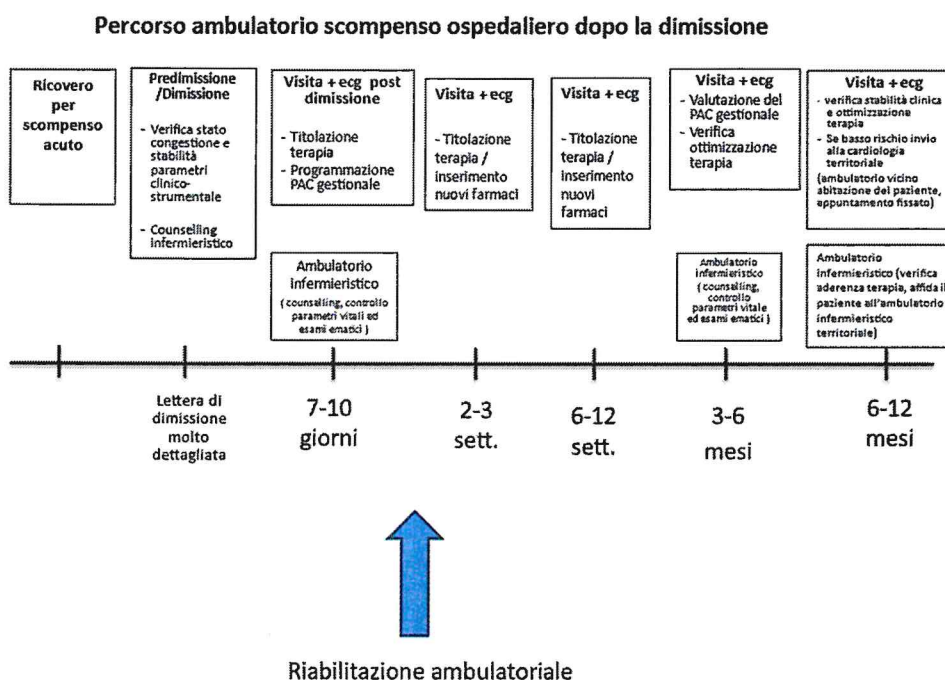 Percorso ambulatorio scompenso ospedaliero dopo la dimissione
Ricovero
per
scompenso
acuto
Predimissione
/Dimissione
- Verifica stato
congestione e
stabilità
parametri
clinico-
strumentale
- Counselling
infermieristico
Visita + ecg post
dimissione
- Titolazione
terapia
- Programmazione
PAC gestionale
Visita + ecg
- Titolazione
terapia /
inserimento
nuovi farmaci
Visita + ecg
- Titolazione
terapia /
inserimento
nuovi
farmaci
Visita + ecg
- Valutazione del
PAC gestionale
- Verifica
ottimizzazione
terapia
Visita + ecg
- verifica stabilità clinica
e ottimizzazione
terapia
- Se basso rischio invio
alla cardiologia
territoriale
(ambulatorio vicino
abitazione del paziente,
appuntamento fissato)
Ambulatorio
Infermieristico
( counselling, controllo
parametri vitali ed
esami ematici )
Ambulatorio
infermieristico
( counselling,
controllo
parametri vitale
ed esami ematici )
Ambulatorio
infermieristico (verifica
aderenza terapia, affida il
paziente all'ambulatorio
infermieristico
territoriale)
Lettera di
dimissione
molto
dettagliata
7-10
giorni
2-3
sett.
6-12
sett.
3-6
mesi
6-12
mesi
Riabilitazione ambulatoriale